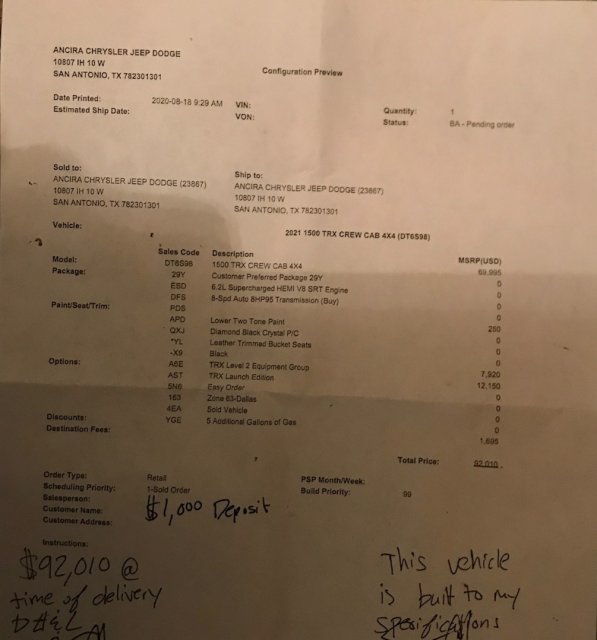 ANCIRA CHRYSLER JEEP DODGE
10807 IH 10 W
SAN ANTONIO, TX 782301301
Configuration Preview
Date Printed: 2020-08-18 9:29 AM VIN: Quantity: 1
Estimated Ship Date: VON: Status: BA - Pending order
Sold to: Ship to:
ANCIRA CHRYSLER JEEP DODGE (23867) ANCIRA CHRYSLER JEEP DODGE (23867)
10807 IH 10 W 10807 IH 10 W
SAN ANTONIO, TX 782301301 SAN ANTONIO, TX 782301301
Vehicle: 2021 1500 TRX CREW CAB 4X4 (DT6S98)
Sales Code Description MSRP(USD)
Model: DT6S98 1500 TRX CREW CAB 4X4 69,995
Package: 29Y Customer Preferred Package 29Y 0
ESD 6.2L Supercharged HEMI V8 SRT Engine 0
DFS 8-Spd Auto 8HP95 Transmission (Buy) 0
Paint/Seat/Trim: PDS 0
APD Lower Two Tone Paint 0
QXJ Diamond Black Crystal P/C 250
*YL Leather Trimmed Bucket Seats 0
-X9 Black 0
Options: A6E TRX Level 2 Equipment Group 7,920
AST TRX Launch Edition 12,150
5N6 Easy Order 0
163 Zone 63-Dallas 0
4EA Sold Vehicle 0
YGE 5 Additional Gallons of Gas 0
Discounts:
Destination Fees: 1,695
Total Price: 92,010
Order Type: Retail PSP Month/Week:
Scheduling Priority: 1-Sold Order Build Priority: 99
Salesperson:
Customer Name: $1,000 Deposit
Customer Address:
Instructions:
$92,010 @ This vehicle
time of delivery is built to my
spesifigations